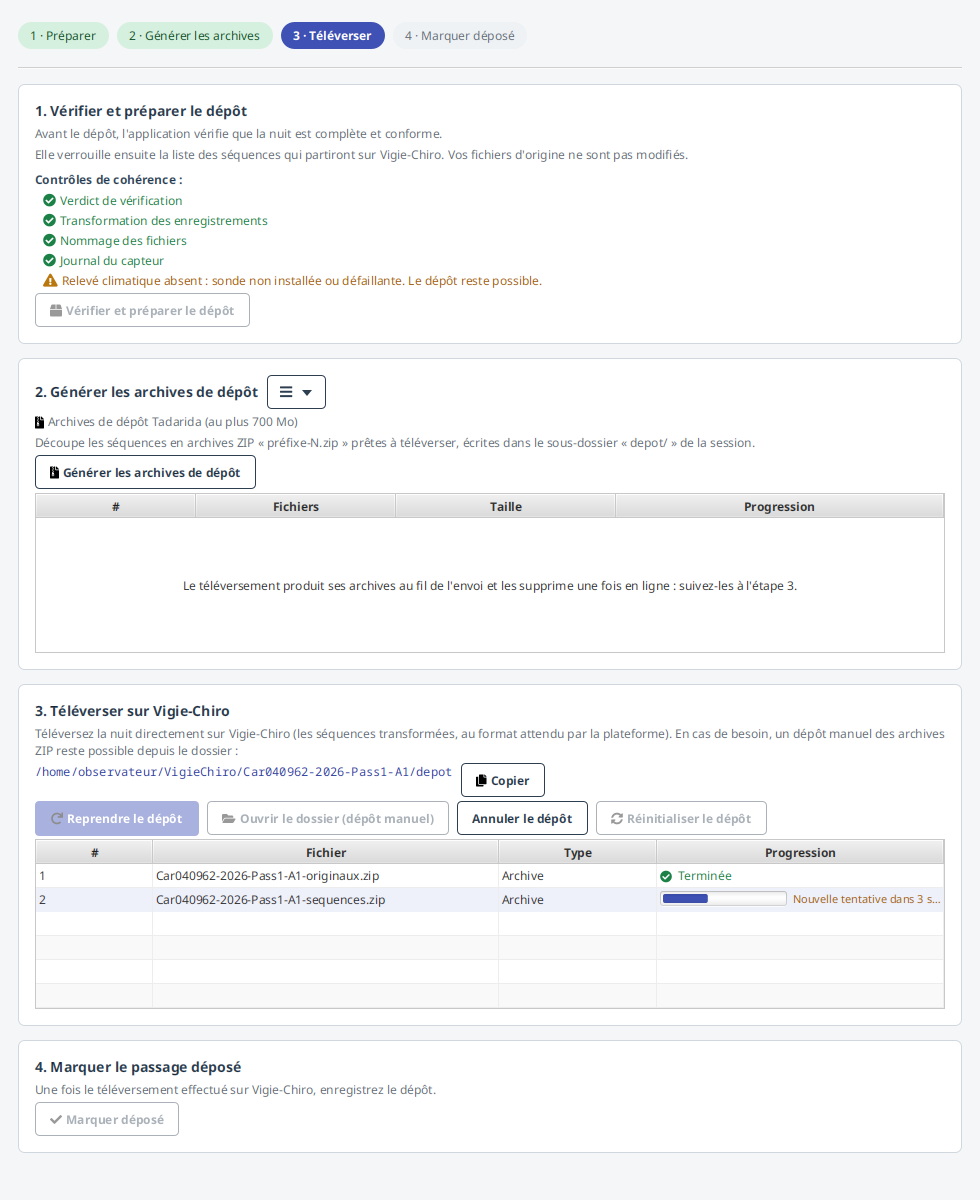 1 · Préparer
2 · Générer les archives
3 · Téléverser
4 · Marquer déposé
1. Vérifier et préparer le dépôt
Avant le dépôt, l'application vérifie que la nuit est complète et conforme.
Elle verrouille ensuite la liste des séquences qui partiront sur Vigie-Chiro. Vos fichiers d'origine ne sont pas modifiés.
Contrôles de cohérence :
Verdict de vérification
Transformation des enregistrements
Nommage des fichiers
Journal du capteur
Relevé climatique absent : sonde non installée ou défaillante. Le dépôt reste possible.
Vérifier et préparer le dépôt
2. Générer les archives de dépôt
Archives de dépôt Tadarida (au plus 700 Mo)
Découpe les séquences en archives ZIP « préfixe-N.zip » prêtes à téléverser, écrites dans le sous-dossier « depot/ » de la session.
Générer les archives de dépôt
# Fichiers Taille Progression
Le téléversement produit ses archives au fil de l'envoi et les supprime une fois en ligne : suivez-les à l'étape 3.
3. Téléverser sur Vigie-Chiro
Téléversez la nuit directement sur Vigie-Chiro (les séquences transformées, au format attendu par la plateforme). En cas de besoin, un dépôt manuel des archives
ZIP reste possible depuis le dossier :
/home/observateur/VigieChiro/Car040962-2026-Pass1-A1/depot
Copier
Reprendre le dépôt
Ouvrir le dossier (dépôt manuel)
Annuler le dépôt
Réinitialiser le dépôt
# Fichier Type Progression
1 Car040962-2026-Pass1-A1-originaux.zip Archive Terminée
2 Car040962-2026-Pass1-A1-sequences.zip Archive Nouvelle tentative dans 3 s...
4. Marquer le passage déposé
Une fois le téléversement effectué sur Vigie-Chiro, enregistrez le dépôt.
Marquer déposé